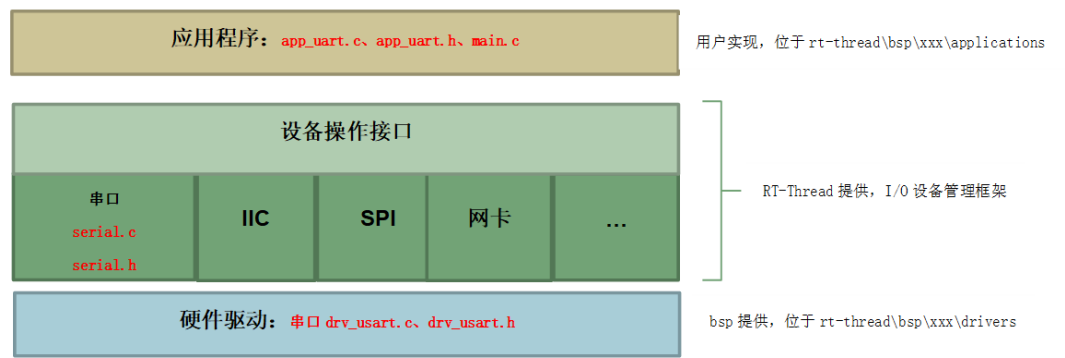 应用程序：app_uart.c、app_uart.h、main.c
用户实现，位于 rt-thread\bsp\xxx\applications
设备操作接口
串口
serial.c
serial.h
IIC
SPI
网卡
...
RT-Thread 提供，I/O 设备管理框架
硬件驱动：串口 drv_usart.c、drv_usart.h
bsp 提供，位于 rt-thread\bsp\xxx\drivers